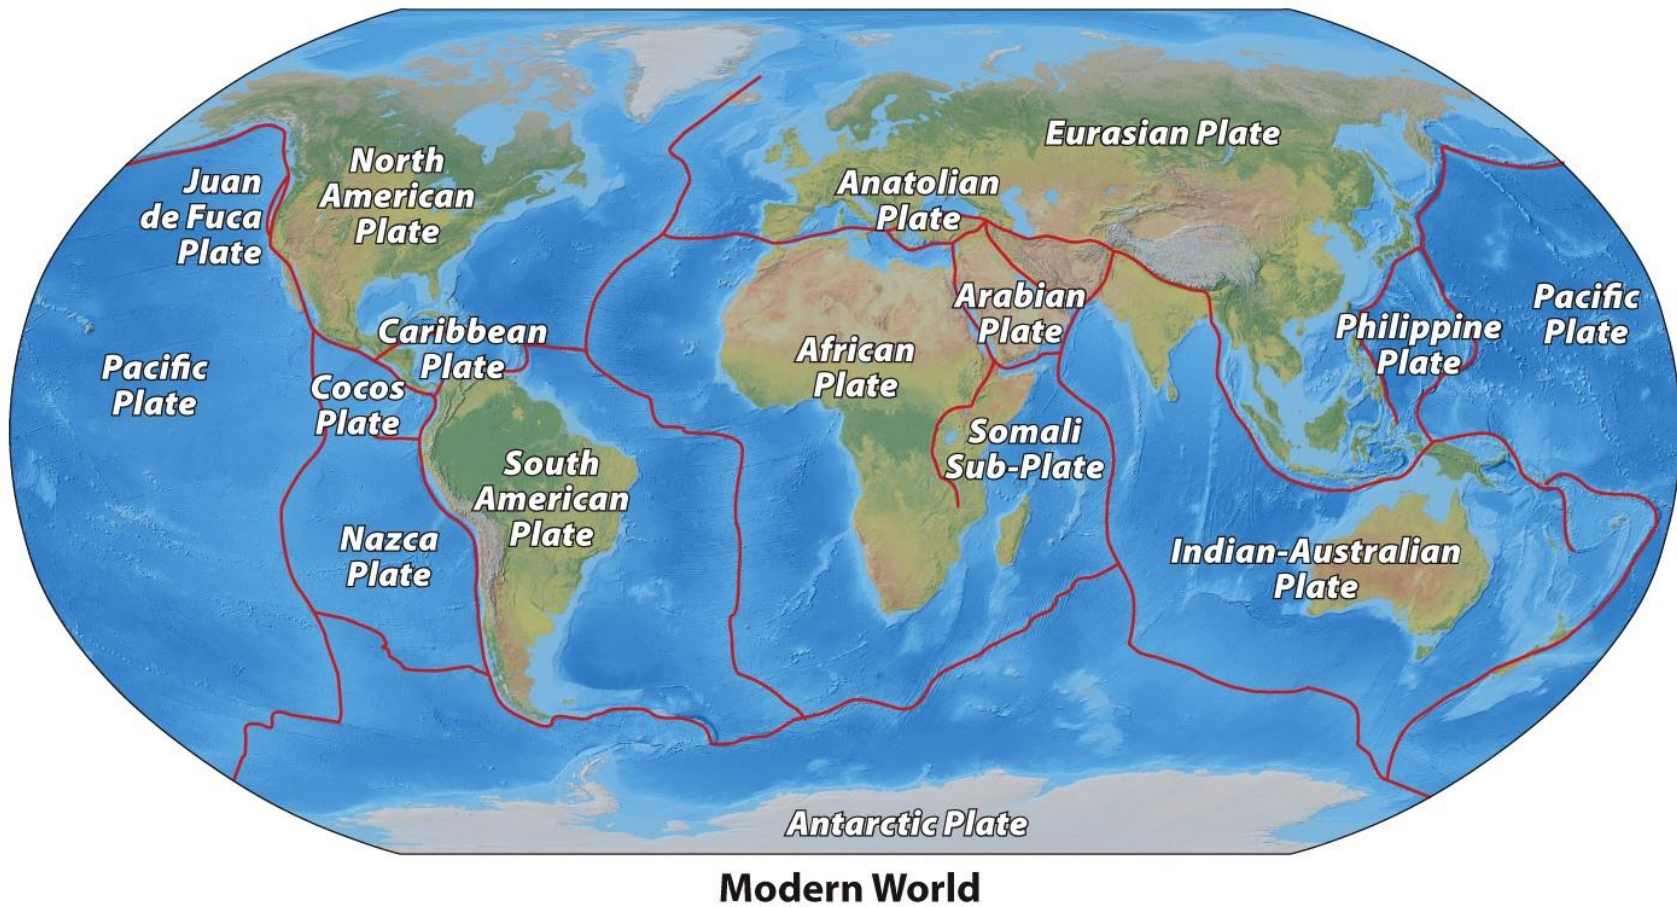 Eurasian Plate
North
American
Plate
Juan
de Fuca
Plate
Anatolian
Plate
Arabian
Plate
Pacific
Plate
Philippine
Plate
Caribbean
Plate
African
Plate
Pacific
Plate
Cocos
Plate
Somali
Sub-Plate
South
American
Plate
Nazca
Plate
Indian-Australian
Plate
Antarctic Plate
Modern World